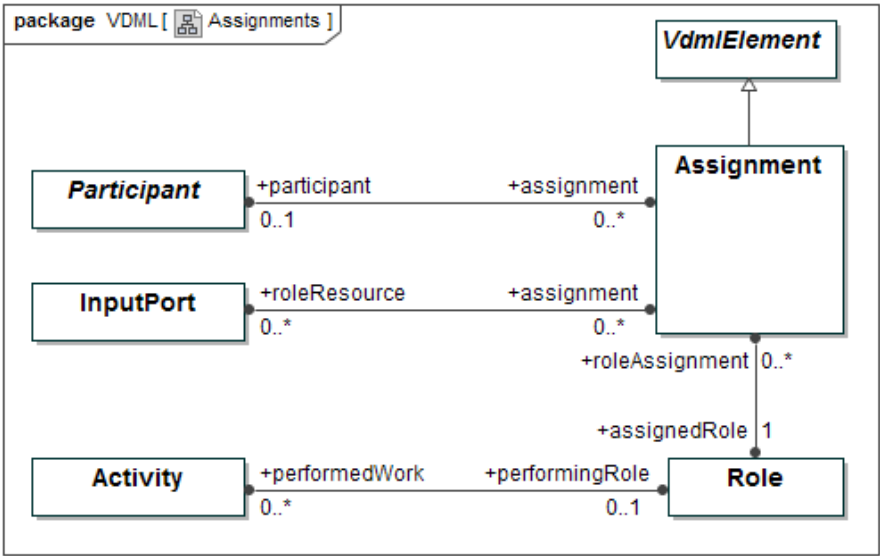 package VDML [ Assignments ]
VdmlElement
Assignment
Participant
+participant +assignment
0..1 0..*
InputPort
+roleResource +assignment
0..* 0..*
+roleAssignment 0..*
+assignedRole 1
Activity
+performedWork +performingRole
0..* 0..1
Role